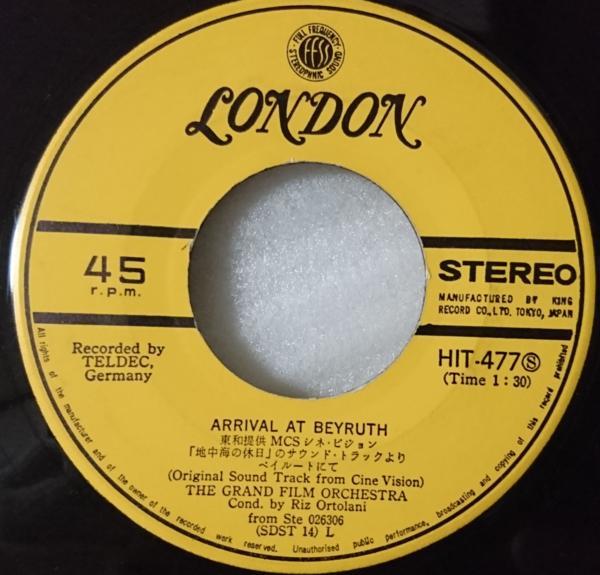 FULL FREQUENCY
FFSS
STEREOPHNIC SOUND
LONDON
45
r.p.m.
STEREO
MANUFACTURED BY KING
RECORD CO., LTD. TOKYO, JAPAN
Recorded by
TELDEC,
Germany
HIT-477Ⓢ
(Time 1:30)
ARRIVAL AT BEYRUTH
東和提供 MCSシネ・ビジョン
「地中海の休日」のサウンド・トラックより
ベイルートにて
(Original Sound Track from Cine Vision)
THE GRAND FILM ORCHESTRA
Cond. by Riz Ortolani
from Ste 026306
(SDST 14) L
All rights of the manufacturer and of the owner of the recorded work reserved. Unauthorised public performance, broadcasting and copying of this record prohibited